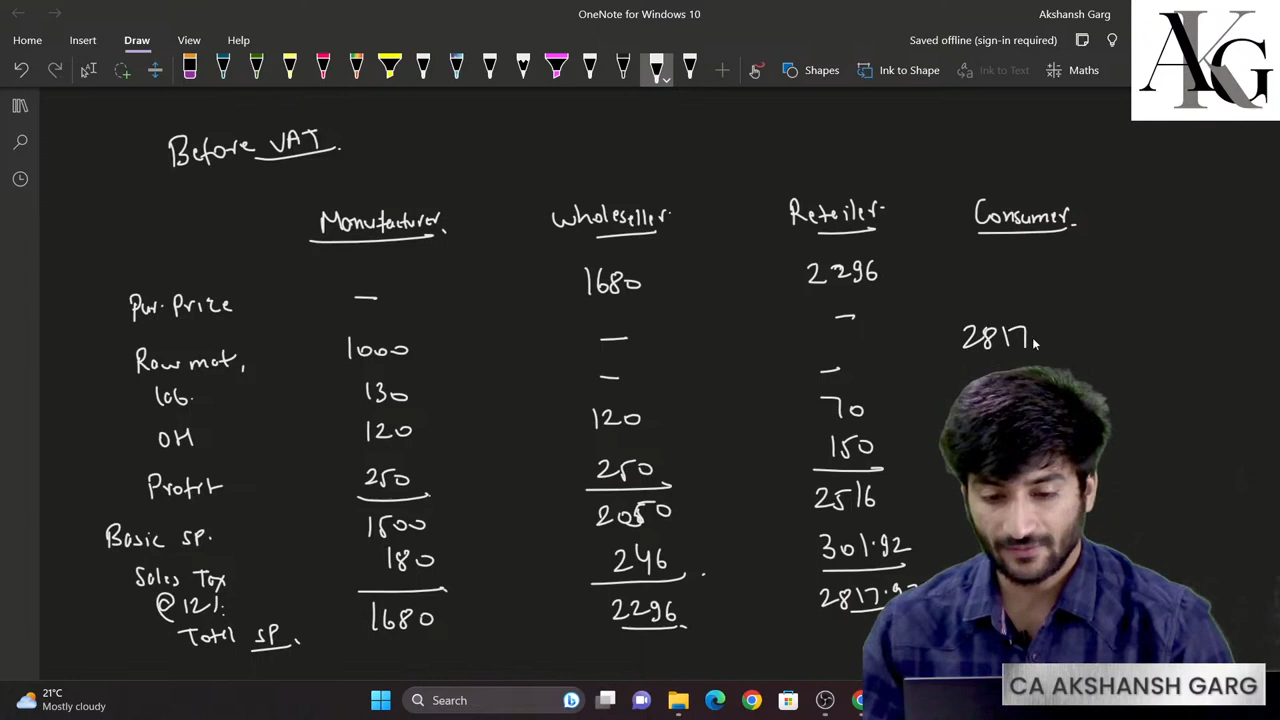 OneNote for Windows 10
Akshansh Garg
Home Insert Draw View Help
Saved offline (sign-in required)
Shapes Ink to Shape Ink to Text Maths
AKG
Before VAT.
Manufacturer. Wholeseller. Retailer. Consumer.
Pur. Price — 1680 2296
Raw mat. 1000 — — 2817.
lab. 130 — —
OH 120 120 70
Profit 250 250 150
Basic SP. 1500 2050 2516
Sales Tax 180 246 301.92
@12%
Total SP. 1680 2296 2817.92
CA AKSHANSH GARG
21°C
Mostly cloudy
Search